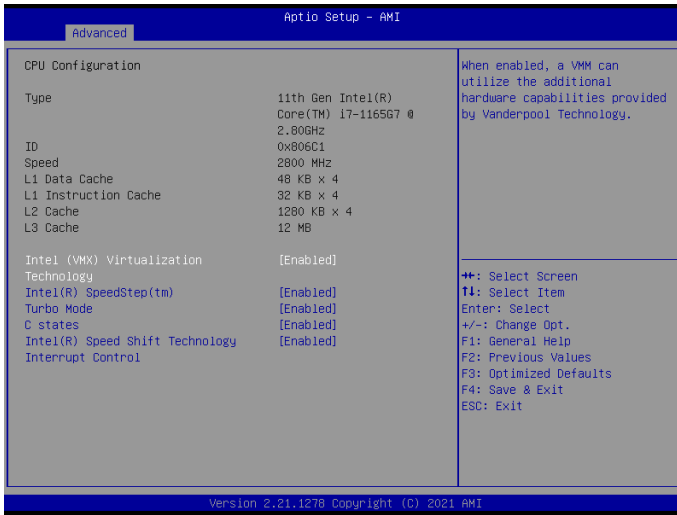 Aptio Setup – AMI
Advanced
CPU Configuration
Type 11th Gen Intel(R)
Core(TM) i7-1165G7 @
2.80GHz
ID 0x806C1
Speed 2800 MHz
L1 Data Cache 48 KB x 4
L1 Instruction Cache 32 KB x 4
L2 Cache 1280 KB x 4
L3 Cache 12 MB
Intel (VMX) Virtualization [Enabled]
Technology
Intel(R) SpeedStep(tm) [Enabled]
Turbo Mode [Enabled]
C states [Enabled]
Intel(R) Speed Shift Technology [Enabled]
Interrupt Control
When enabled, a VMM can
utilize the additional
hardware capabilities provided
by Vanderpool Technology.
→←: Select Screen
↑↓: Select Item
Enter: Select
+/-: Change Opt.
F1: General Help
F2: Previous Values
F3: Optimized Defaults
F4: Save & Exit
ESC: Exit
Version 2.21.1278 Copyright (C) 2021 AMI